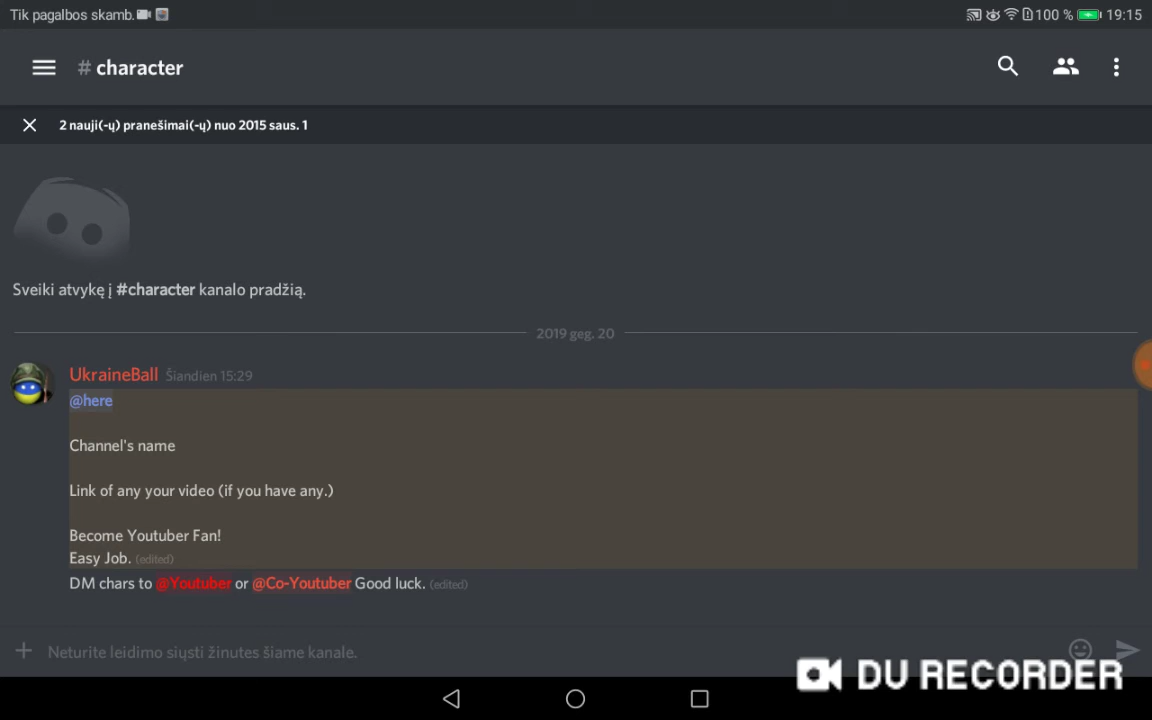 Tik pagalbos skamb.
100 % 19:15
# character
2 nauji(-ų) pranešimai(-ų) nuo 2015 saus. 1
Sveiki atvykę į #character kanalo pradžią.
2019 geg. 20
UkraineBall Šiandien 15:29
@here
Channel's name
Link of any your video (if you have any.)
Become Youtuber Fan!
Easy Job. (edited)
DM chars to @Youtuber or @Co-Youtuber Good luck. (edited)
Neturite leidimo siųsti žinutes šiame kanale.
DU RECORDER